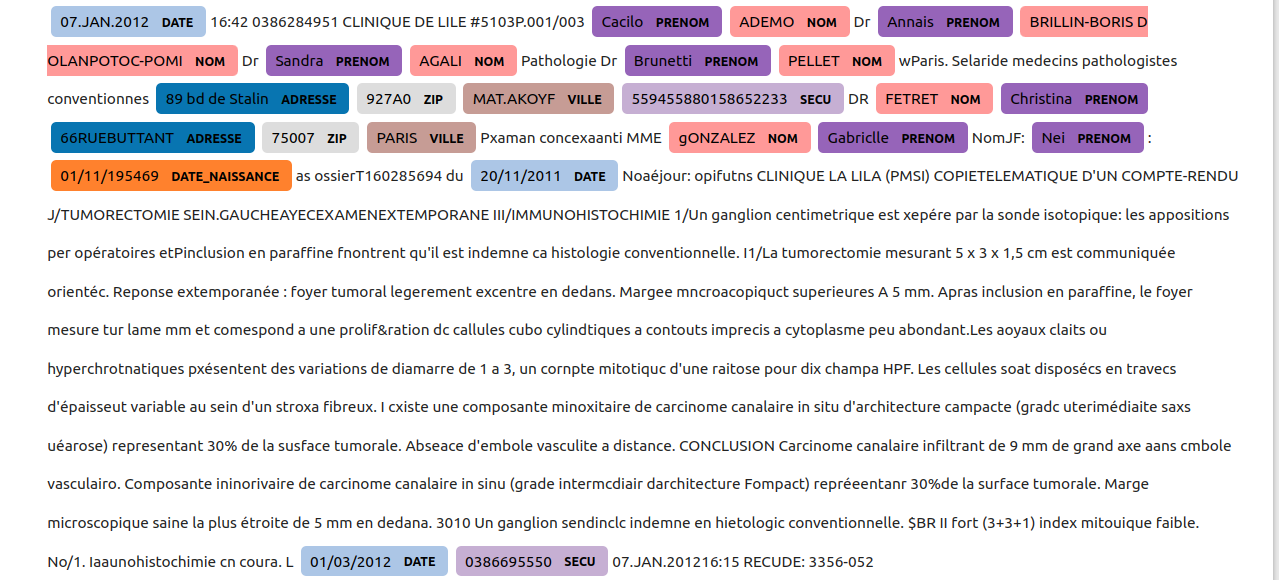 07.JAN.2012 DATE 16:42 0386284951 CLINIQUE DE LILE #5103P.001/003 Cacilo PRENOM ADEMO NOM Dr Annais PRENOM BRILLIN-BORIS D
OLANPOTOC-POMI NOM Dr Sandra PRENOM AGALI NOM Pathologie Dr Brunetti PRENOM PELLET NOM wParis. Selaride medecins pathologistes
conventionnes 89 bd de Stalin ADRESSE 927A0 ZIP MAT.AKOYF VILLE 559455880158652233 SECU DR FETRET NOM Christina PRENOM
66RUEBUTTANT ADRESSE 75007 ZIP PARIS VILLE Pxaman concexaanti MME gONZALEZ NOM Gabriclle PRENOM NomJF: Nei PRENOM :
01/11/195469 DATE_NAISSANCE as ossierT160285694 du 20/11/2011 DATE Noaéjour: opifutns CLINIQUE LA LILA (PMSI) COPIETELEMATIQUE D'UN COMPTE-RENDU
J/TUMORECTOMIE SEIN.GAUCHEAYECEXAMENEXTEMPORANE III/IMMUNOHISTOCHIMIE 1/Un ganglion centimetrique est xepére par la sonde isotopique: les appositions
per opératoires etPinclusion en paraffine fnontrent qu'il est indemne ca histologie conventionnelle. I1/La tumorectomie mesurant 5 x 3 x 1,5 cm est communiquée
orientéc. Reponse extemporanée : foyer tumoral legerement excentre en dedans. Margee mncroacopiquct superieures A 5 mm. Apras inclusion en paraffine, le foyer
mesure tur lame mm et comespond a une prolif&ration dc callules cubo cylindtiques a contouts imprecis a cytoplasme peu abondant.Les aoyaux claits ou
hyperchrotnatiques pxésentent des variations de diamarre de 1 a 3, un cornpte mitotiquc d'une raitose pour dix champa HPF. Les cellules soat disposécs en travecs
d'épaisseut variable au sein d'un stroxa fibreux. I cxiste une composante minoxitaire de carcinome canalaire in situ d'architecture campacte (gradc uterimédiaite saxs
uéarose) representant 30% de la susface tumorale. Abseace d'embole vasculite a distance. CONCLUSION Carcinome canalaire infiltrant de 9 mm de grand axe aans cmbole
vasculairo. Composante ininorivaire de carcinome canalaire in sinu (grade intermcdiair darchitecture Fompact) repréeentanr 30%de la surface tumorale. Marge
microscopique saine la plus étroite de 5 mm en dedana. 3010 Un ganglion sendinclc indemne en hietologic conventionnelle. $BR II fort (3+3+1) index mitouique faible.
No/1. Iaaunohistochimie cn coura. L 01/03/2012 DATE 0386695550 SECU 07.JAN.201216:15 RECUDE: 3356-052